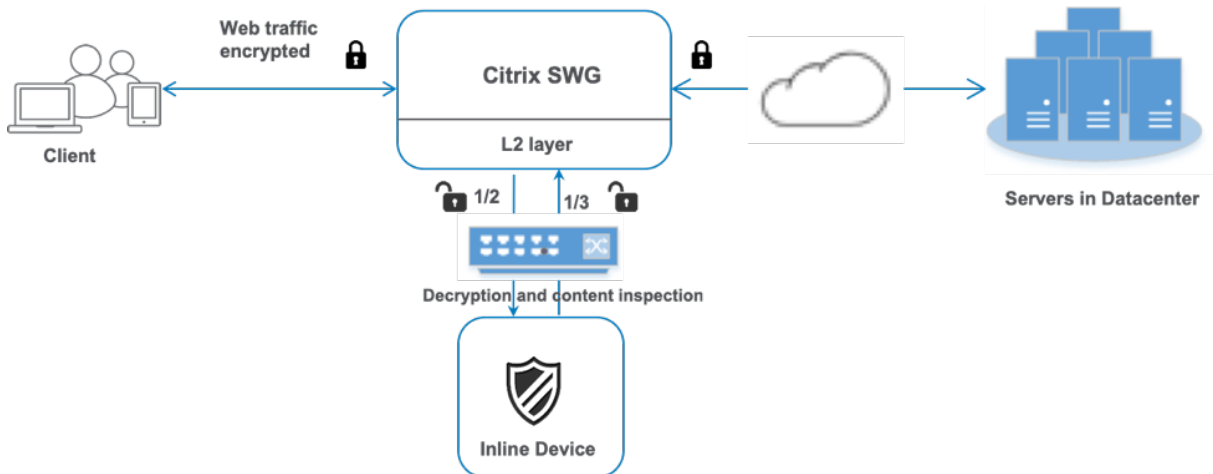 Web traffic
encrypted
Citrix SWG
L2 layer
Client
Servers in Datacenter
1/2
1/3
Decryption and content inspection
Inline Device